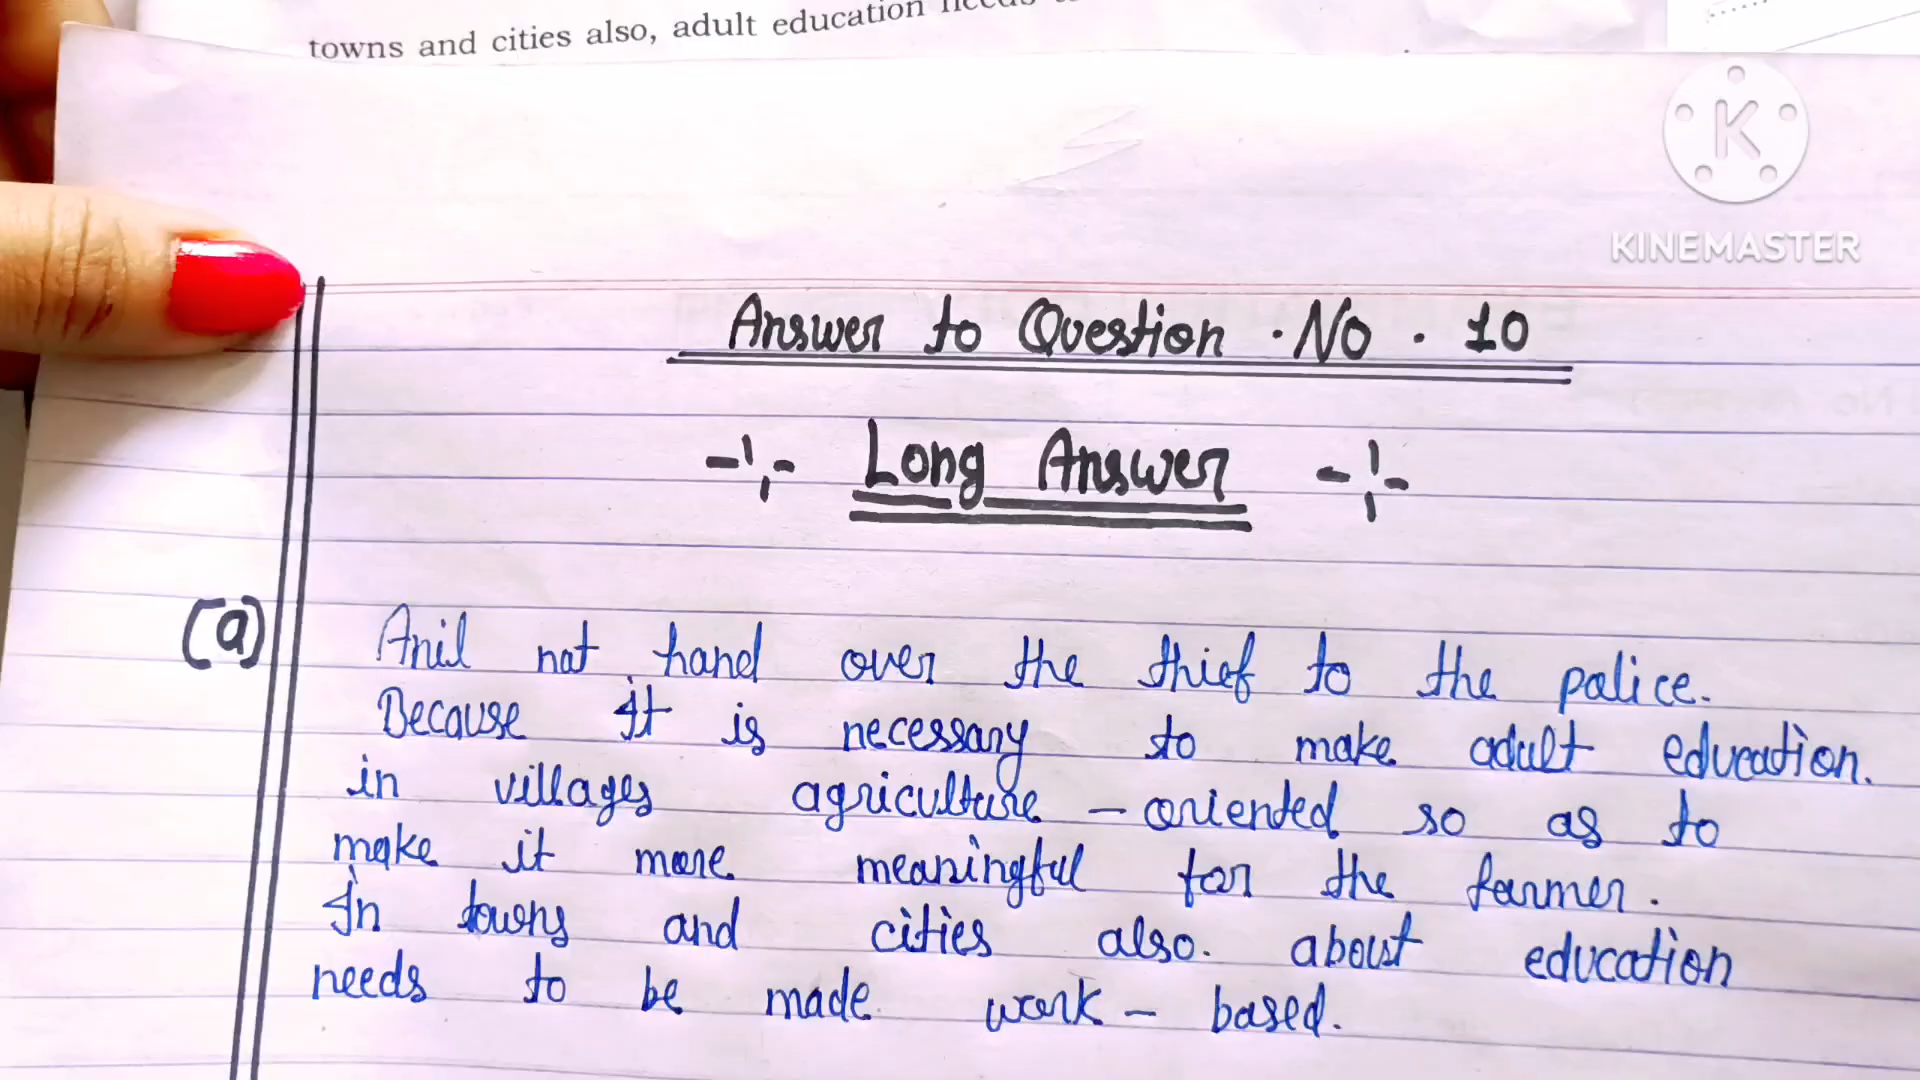 towns and cities also, adult education needs
K
KINEMASTER
Answer to Question . No . 10
Long Answer
(a)
Anil not hand over the thief to the police.
Because It is necessary to make adult education.
in villages agriculture - oriented so as to
make it more meaningful for the farmer.
In towns and cities also. about education
needs to be made work - based.